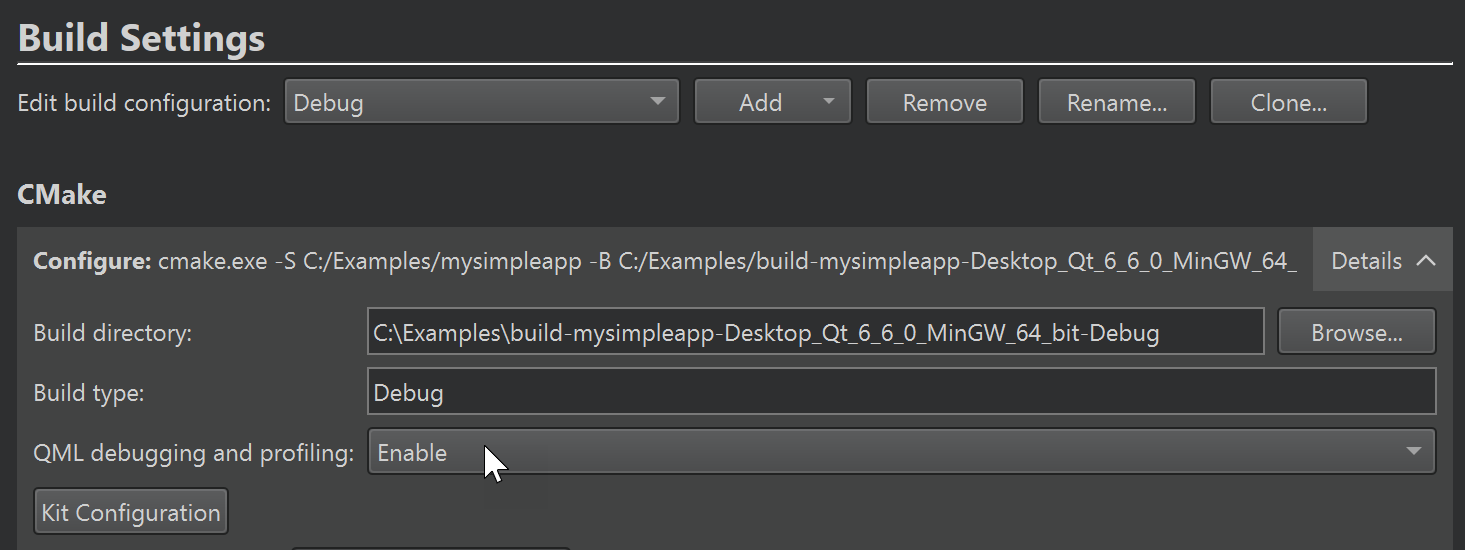 Build Settings
Edit build configuration: Debug Add Remove Rename... Clone...
CMake
Configure: cmake.exe -S C:/Examples/mysimpleapp -B C:/Examples/build-mysimpleapp-Desktop_Qt_6_6_0_MinGW_64_ Details
Build directory: C:\Examples\build-mysimpleapp-Desktop_Qt_6_6_0_MinGW_64_bit-Debug Browse...
Build type: Debug
QML debugging and profiling: Enable
Kit Configuration